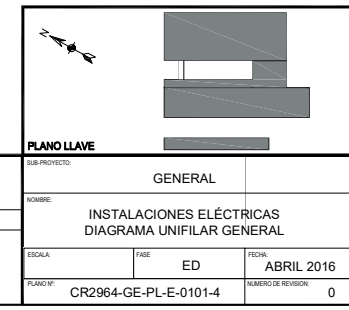 N
PLANO LLAVE
SUB-PROYECTO:
GENERAL
NOMBRE:
INSTALACIONES ELÉCTRICAS
DIAGRAMA UNIFILAR GENERAL
ESCALA: FASE FECHA:
ED ABRIL 2016
PLANO Nº: NUMERO DE REVISION:
CR2964-GE-PL-E-0101-4 0